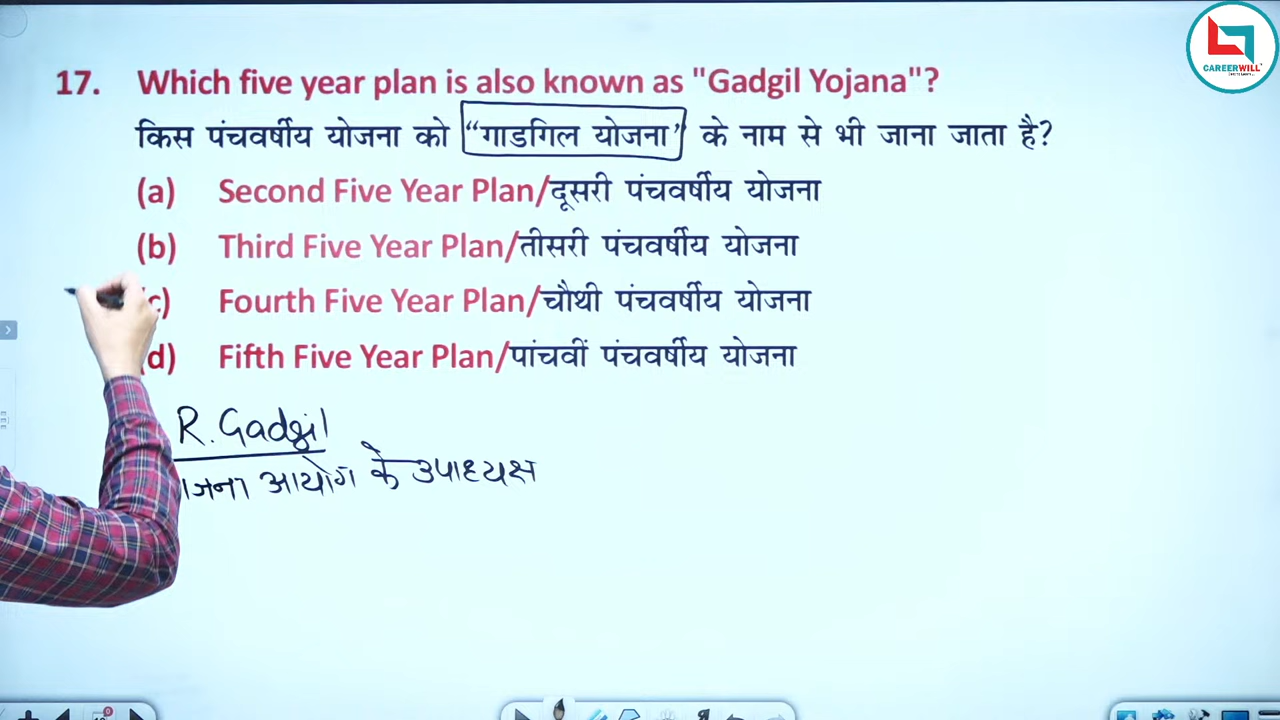 CAREERWILL
17. Which five year plan is also known as "Gadgil Yojana"?
किस पंचवर्षीय योजना को “गाडगिल योजना” के नाम से भी जाना जाता है?
(a) Second Five Year Plan/दूसरी पंचवर्षीय योजना
(b) Third Five Year Plan/तीसरी पंचवर्षीय योजना
c) Fourth Five Year Plan/चौथी पंचवर्षीय योजना
d) Fifth Five Year Plan/पांचवीं पंचवर्षीय योजना
R. Gadgil
आयोग के उपाध्यक्ष